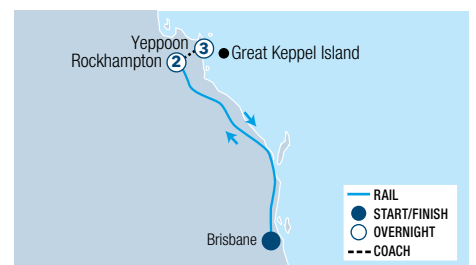 Yeppoon 3
Great Keppel Island
Rockhampton 2
Brisbane
RAIL
START/FINISH
OVERNIGHT
COACH